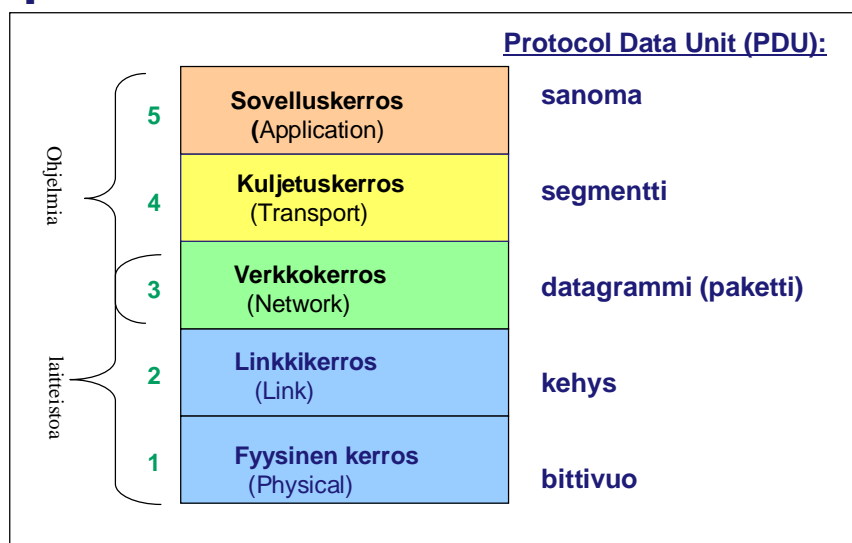 Protocol Data Unit (PDU):
5
Sovelluskerros
(Application)
sanoma
Ohjelmia
4
Kuljetuskerros
(Transport)
segmentti
3
Verkkokerros
(Network)
datagrammi (paketti)
laitteistoa
2
Linkkikerros
(Link)
kehys
1
Fyysinen kerros
(Physical)
bittivuo